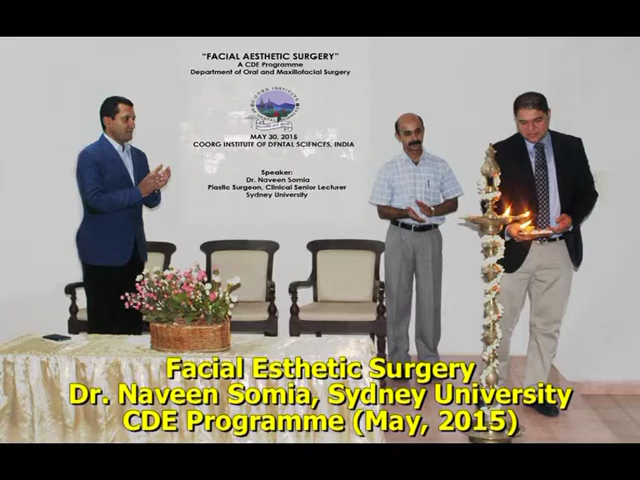 "FACIAL AESTHETIC SURGERY"
A CDE Programme
Department of Oral and Maxillofacial Surgery
COORG INSTITUTE
MAY 30, 2015
COORG INSTITUTE OF DENTAL SCIENCES, INDIA
Speaker:
Dr. Naveen Somia
Plastic Surgeon, Clinical Senior Lecturer
Sydney University
Facial Esthetic Surgery
Dr. Naveen Somia, Sydney University
CDE Programme (May, 2015)